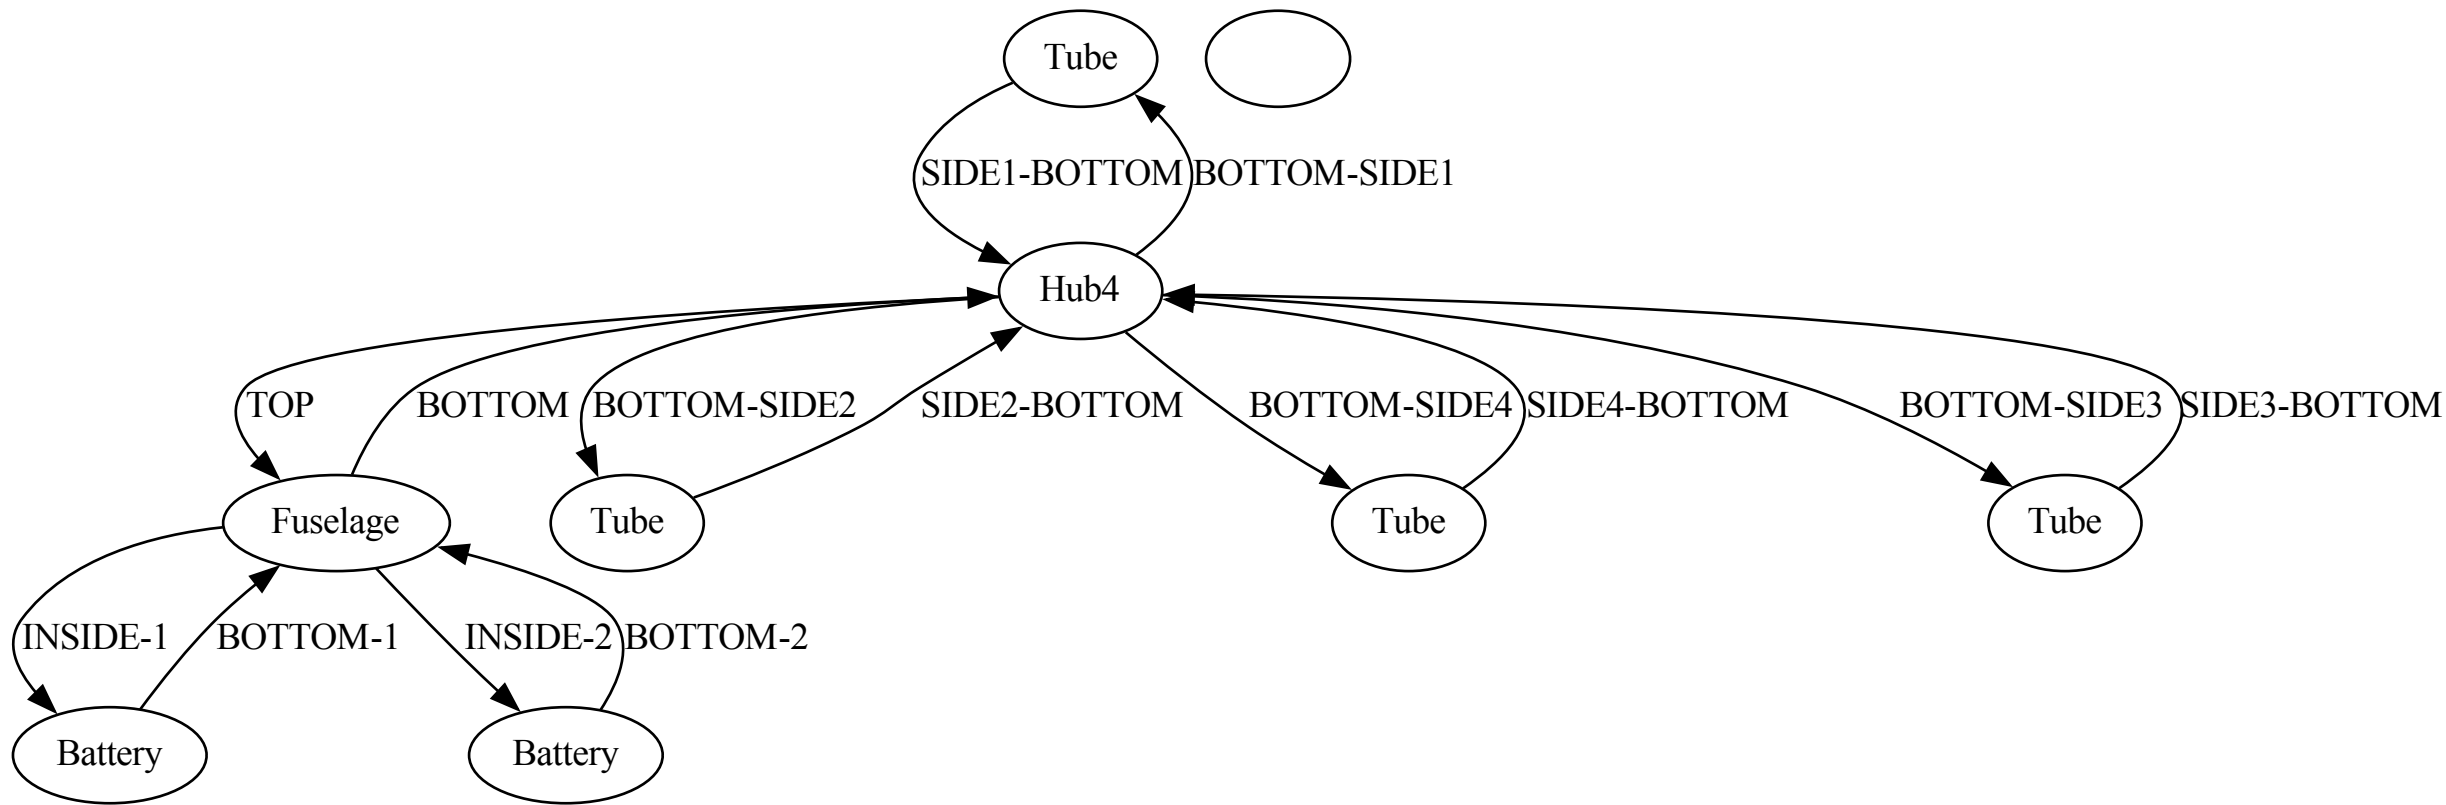 Tube
SIDE1-BOTTOM
BOTTOM-SIDE1
Hub4
TOP
BOTTOM
BOTTOM-SIDE2
SIDE2-BOTTOM
BOTTOM-SIDE4
SIDE4-BOTTOM
BOTTOM-SIDE3
SIDE3-BOTTOM
Fuselage
Tube
Tube
Tube
INSIDE-1
BOTTOM-1
INSIDE-2
BOTTOM-2
Battery
Battery